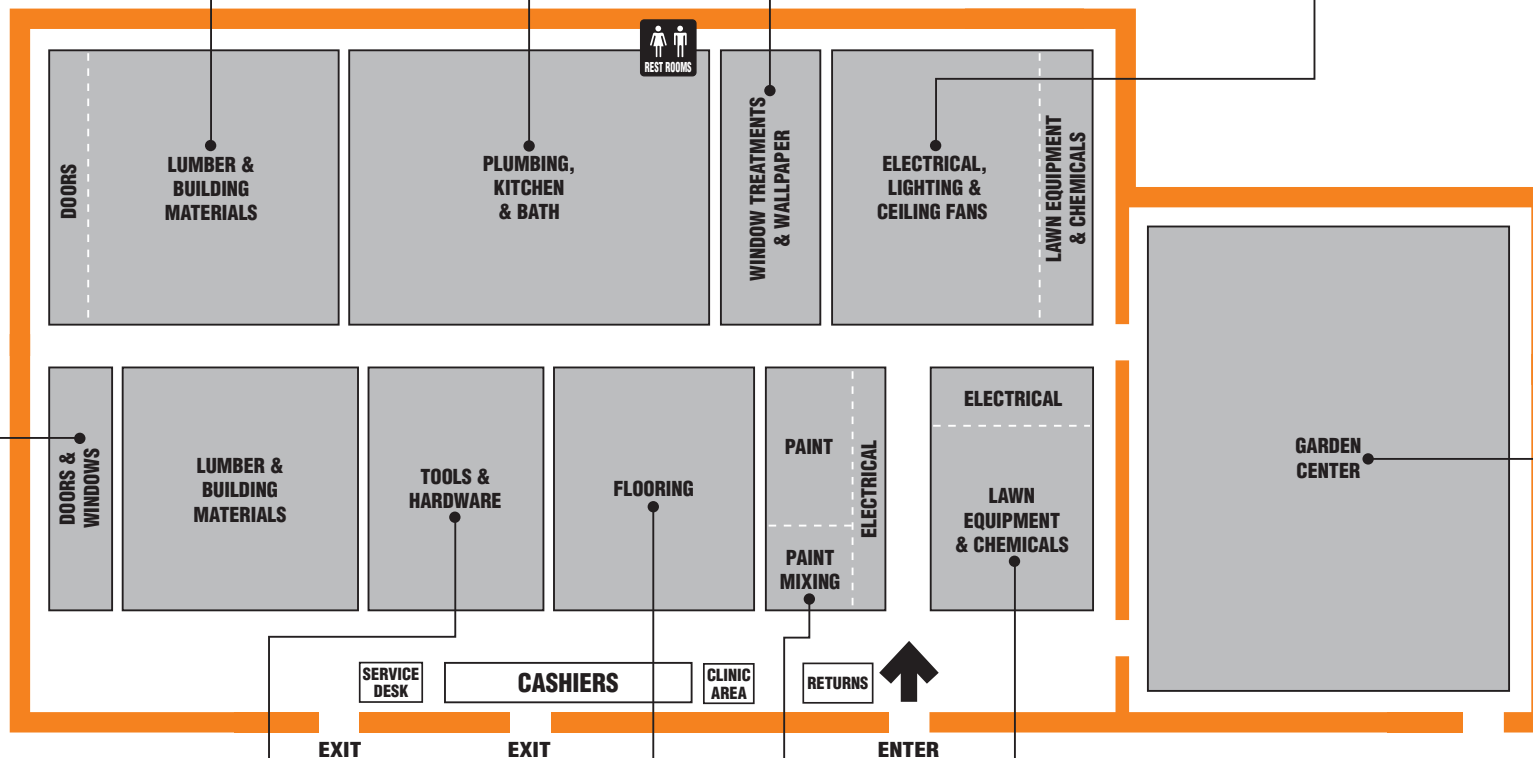 REST ROOMS
DOORS
LUMBER &
BUILDING
MATERIALS
PLUMBING,
KITCHEN
& BATH
WINDOW TREATMENTS
& WALLPAPER
ELECTRICAL,
LIGHTING &
CEILING FANS
LAWN EQUIPMENT
& CHEMICALS
DOORS &
WINDOWS
LUMBER &
BUILDING
MATERIALS
TOOLS &
HARDWARE
FLOORING
PAINT
PAINT
MIXING
ELECTRICAL
ELECTRICAL
LAWN
EQUIPMENT
& CHEMICALS
GARDEN
CENTER
SERVICE
DESK
CASHIERS
CLINIC
AREA
RETURNS
EXIT
EXIT
ENTER